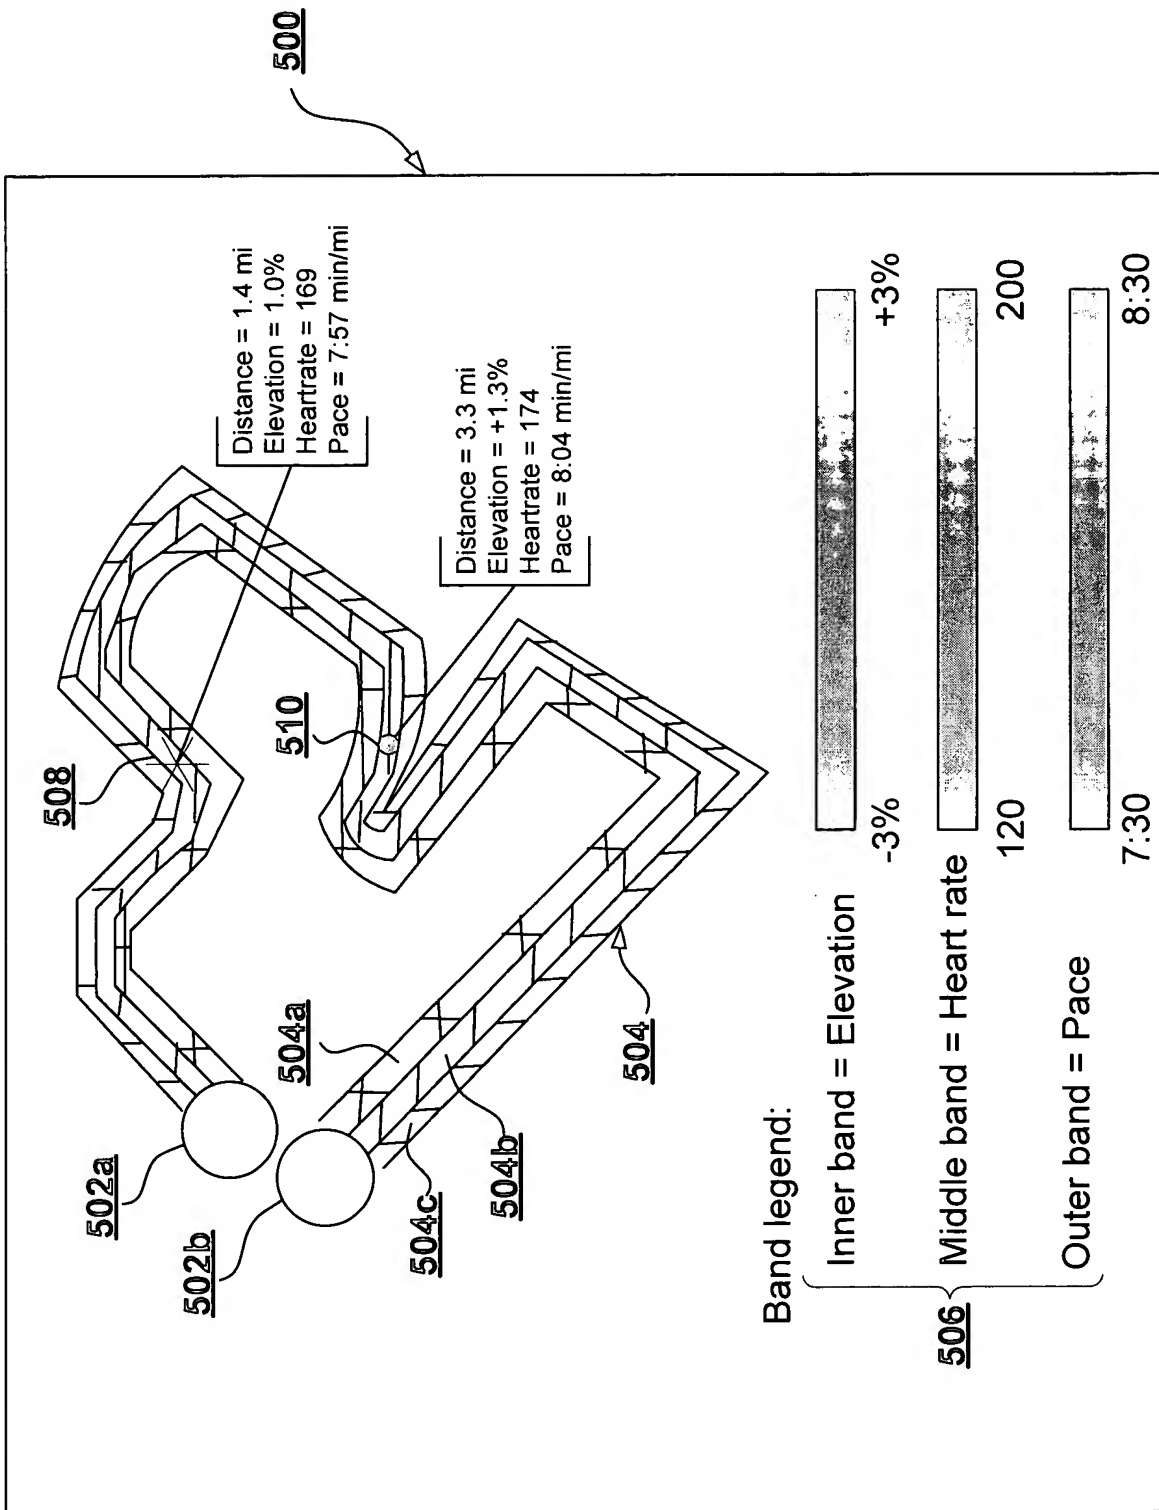 500
508
Distance = 1.4 mi
Elevation = 1.0%
Heartrate = 169
Pace = 7:57 min/mi
502a
510
Distance = 3.3 mi
Elevation = +1.3%
Heartrate = 174
Pace = 8:04 min/mi
502b
504a
504c
504b
504
Band legend:
Inner band = Elevation
-3%
+3%
Middle band = Heart rate
120
200
506
Outer band = Pace
7:30
8:30